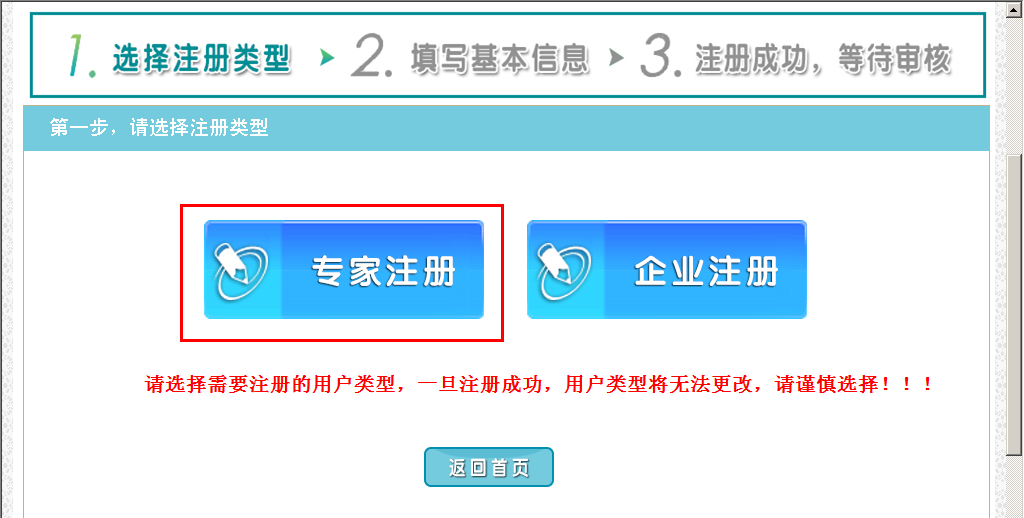 1. 选择注册类型 2. 填写基本信息 3. 注册成功，等待审核
第一步，请选择注册类型
专家注册 企业注册
请选择需要注册的用户类型，一旦注册成功，用户类型将无法更改，请谨慎选择！！！
返回首页